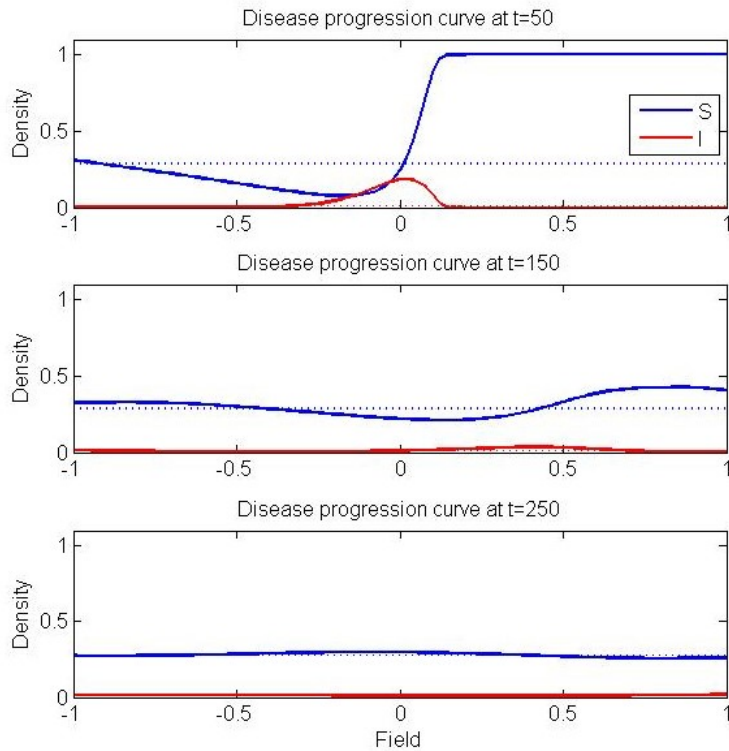 Disease progression curve at t=50
1
0.5
0
Density
S
I
-1 -0.5 0 0.5 1
Disease progression curve at t=150
1
0.5
0
Density
-1 -0.5 0 0.5 1
Disease progression curve at t=250
1
0.5
0
Density
-1 -0.5 0 0.5 1
Field